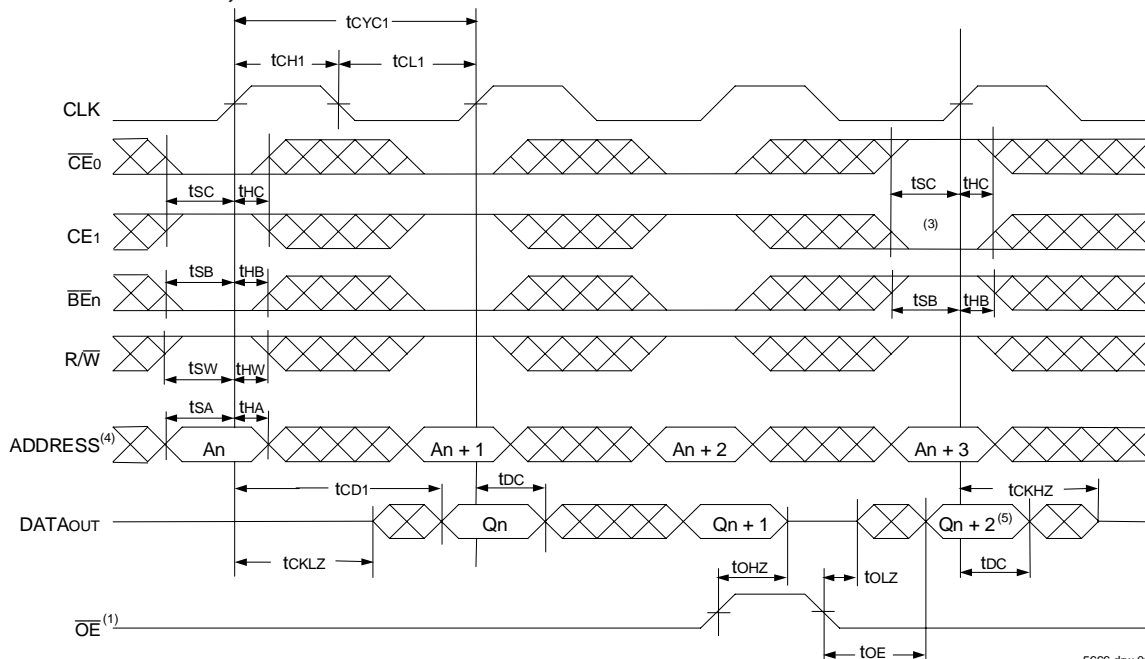 tCYC1
tCH1 tCL1
CLK
CE0
tSC tHC tSC tHC
CE1 (3)
tSB tHB
BEn tSB tHB
R/W
tSW tHW
tSA tHA
ADDRESS(4) An An + 1 An + 2 An + 3
tCD1 tDC tCKHZ
DATAOUT Qn Qn + 1 Qn + 2(5)
tCKLZ tOHZ tOLZ tDC
OE(1)
tOE